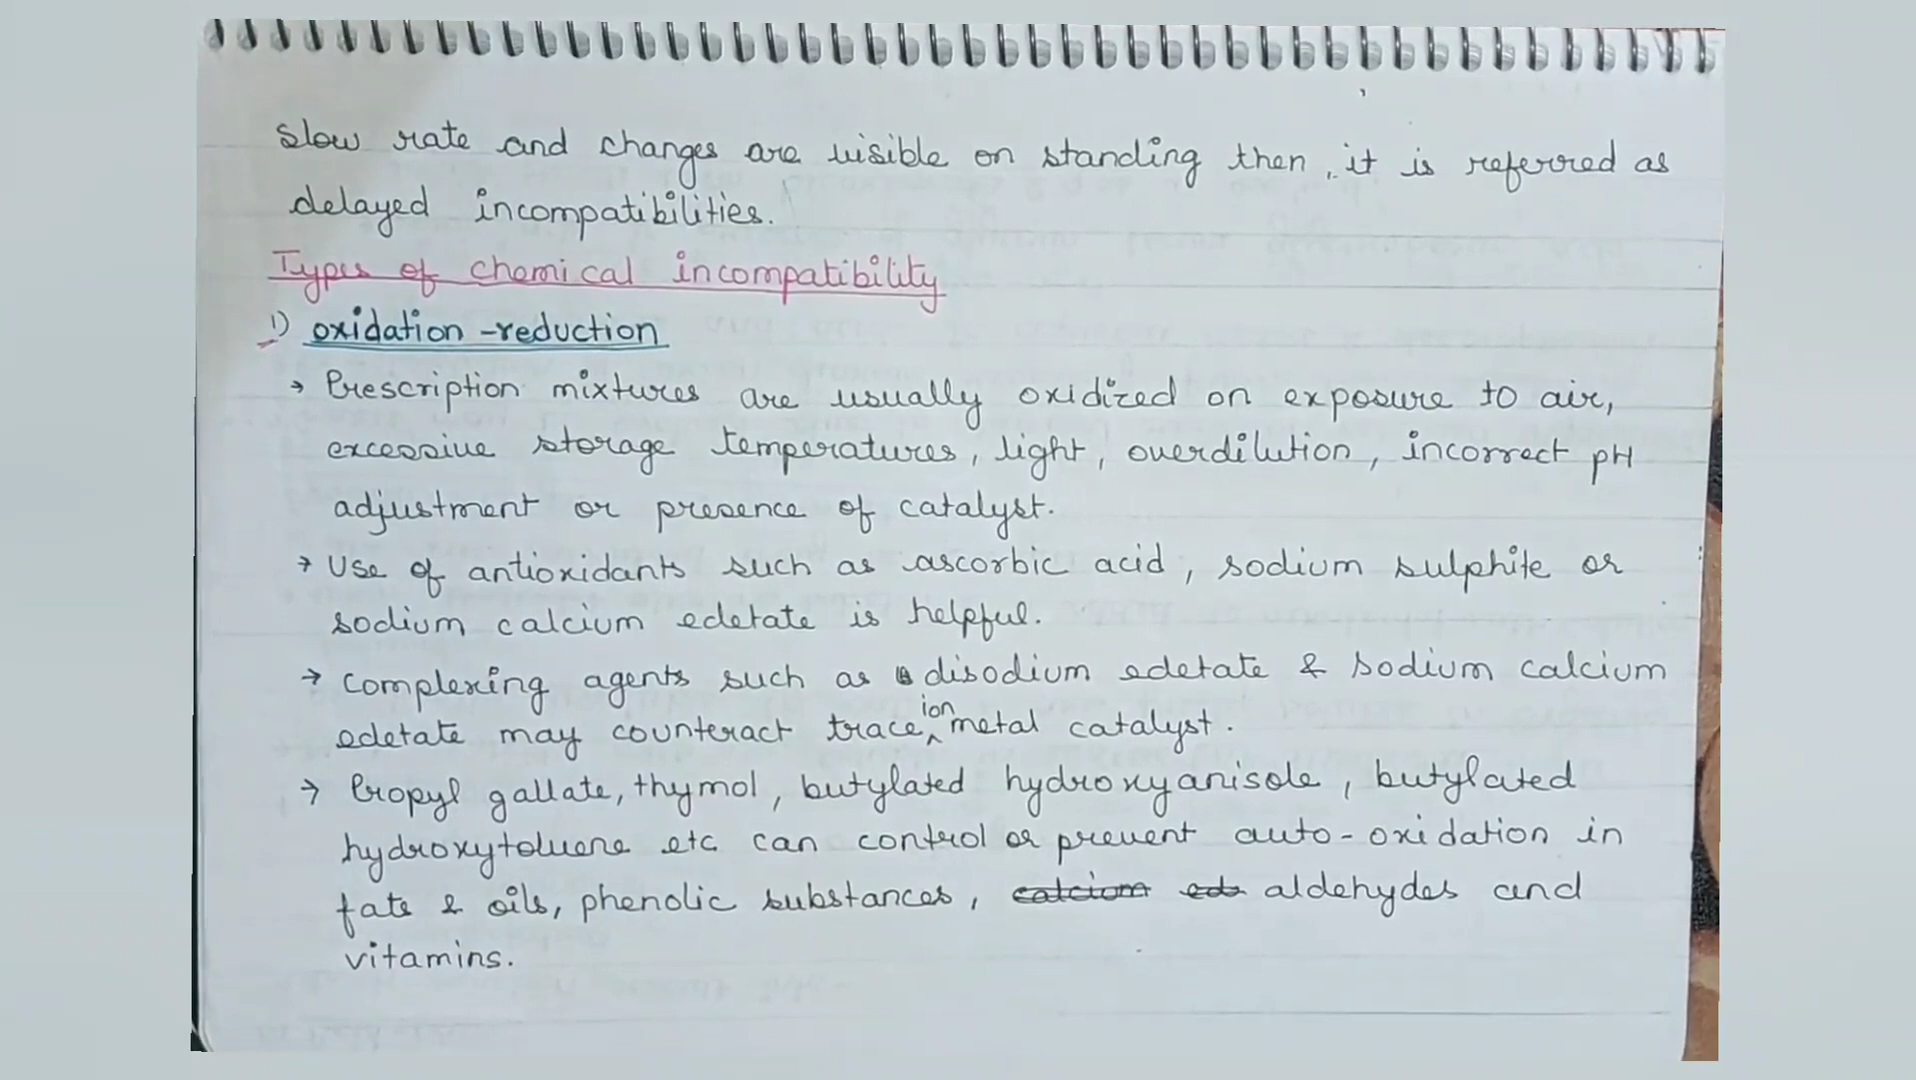 slow rate and changes are visible on standing then, it is referred as
delayed incompatibilities.
Types of chemical incompatibility
1) oxidation -reduction
→ Prescription mixtures are usually oxidized on exposure to air,
excessive storage temperatures, light, overdilution, incorrect pH
adjustment or presence of catalyst.
→ Use of antioxidants such as ascorbic acid, sodium sulphite or
sodium calcium edetate is helpful.
→ Complexing agents such as disodium edetate & sodium calcium
edetate may counteract trace ion metal catalyst.
→ Propyl gallate, thymol, butylated hydroxyanisole, butylated
hydroxytoluene etc can control or prevent auto-oxidation in
fats & oils, phenolic substances, calcium ede aldehydes and
vitamins.